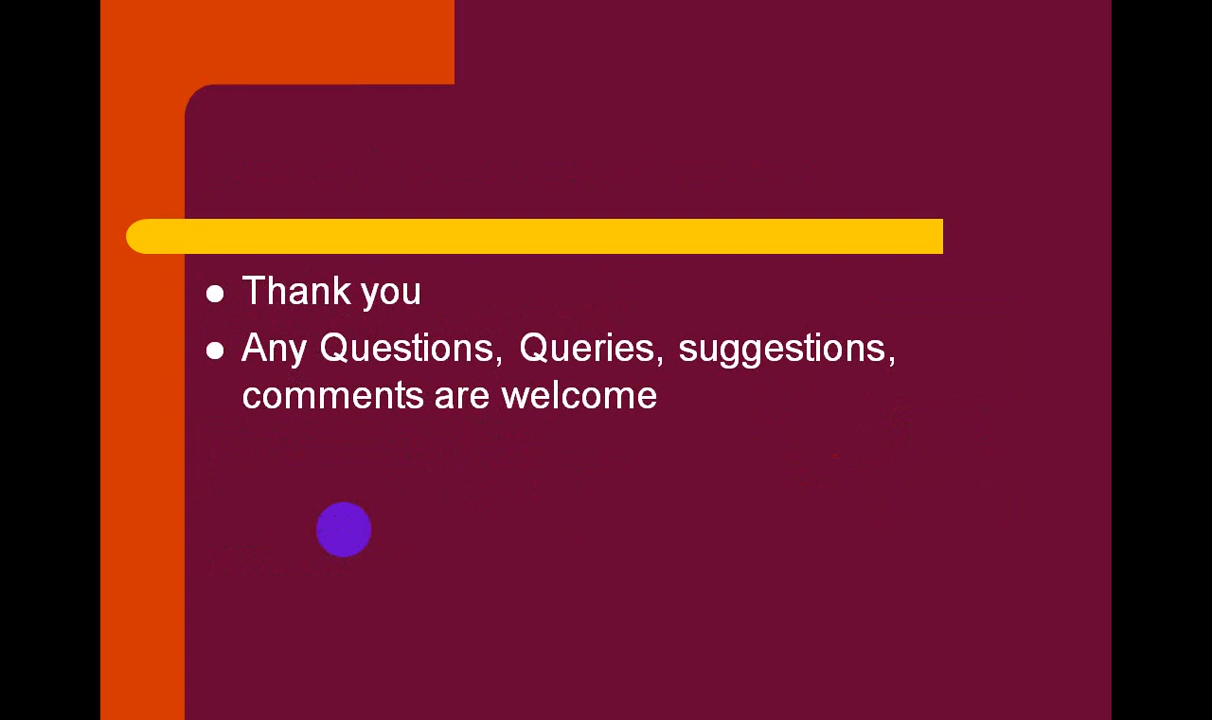 Thank you
Any Questions, Queries, suggestions,
comments are welcome